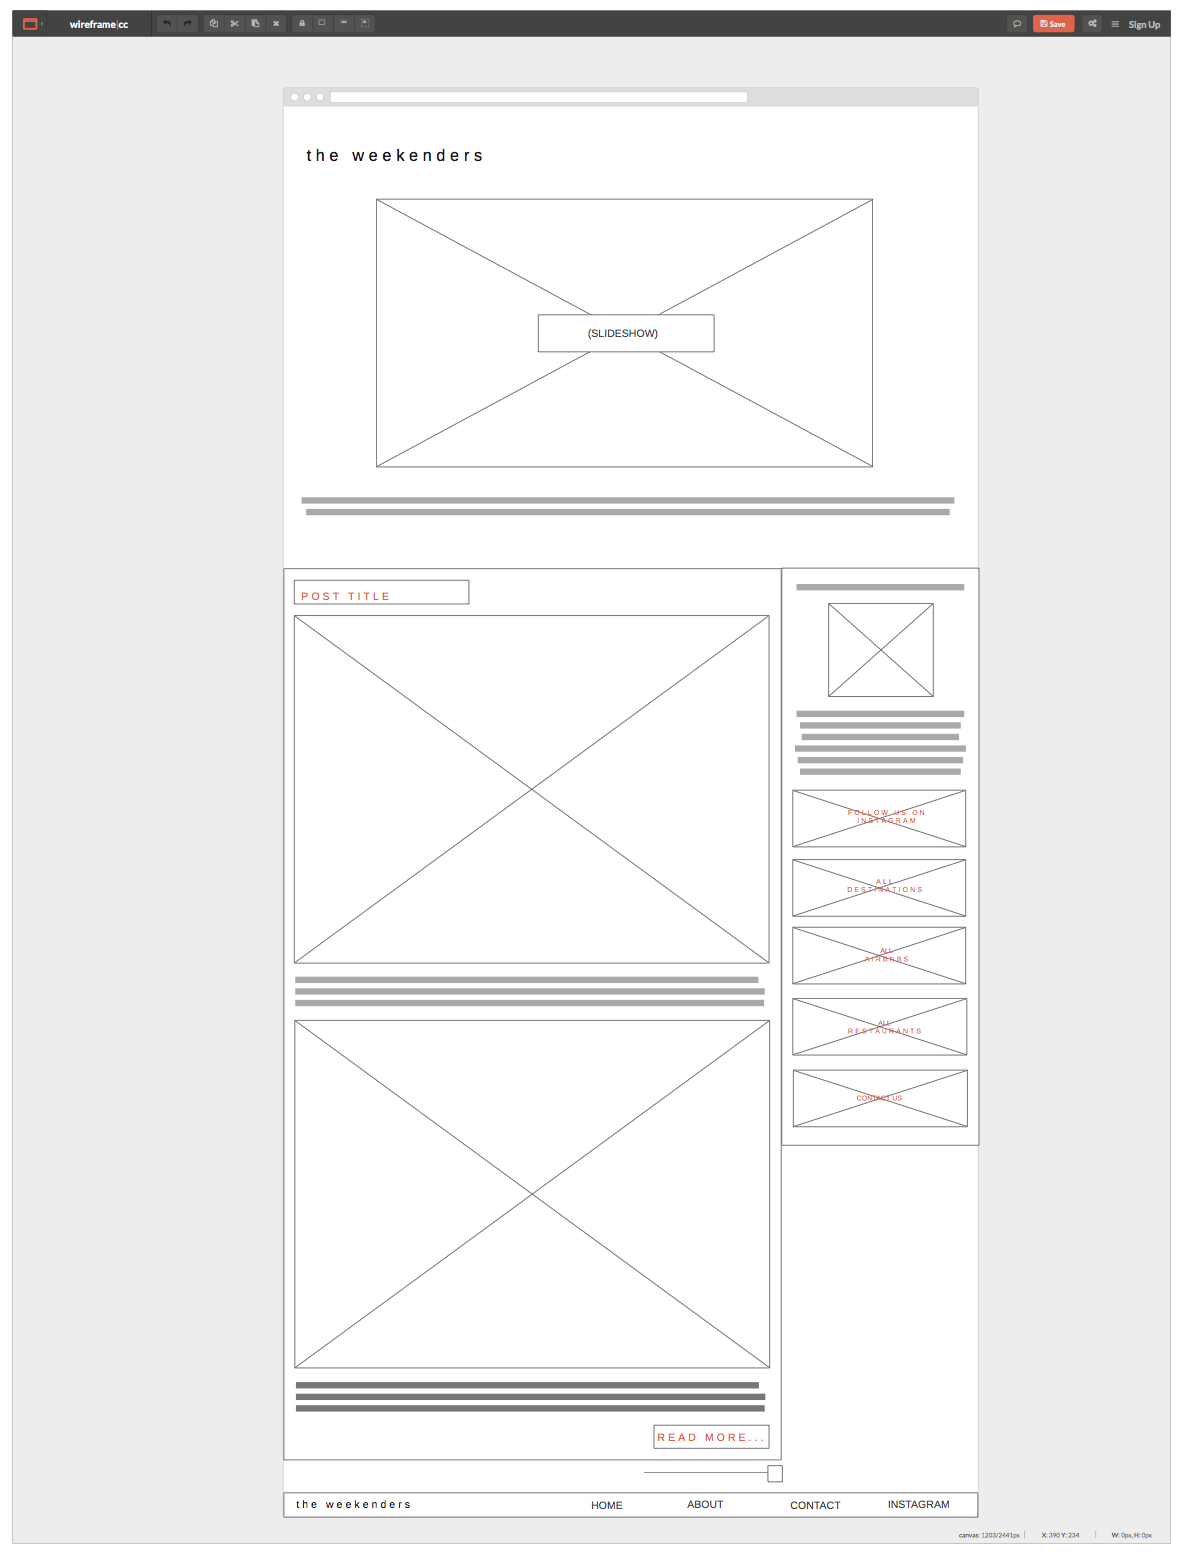 wireframe|cc
Save
Sign Up
the weekenders
(SLIDESHOW)
POST TITLE
FOLLOW US ON
INSTAGRAM
ALL
DESTINATIONS
ALL
AIRBNBS
ALL
RESTAURANTS
CONTACT US
READ MORE...
the weekenders
HOME
ABOUT
CONTACT
INSTAGRAM
canvas: 1203/2441px
X: 390 Y: 234
W: 0px, H: 0px